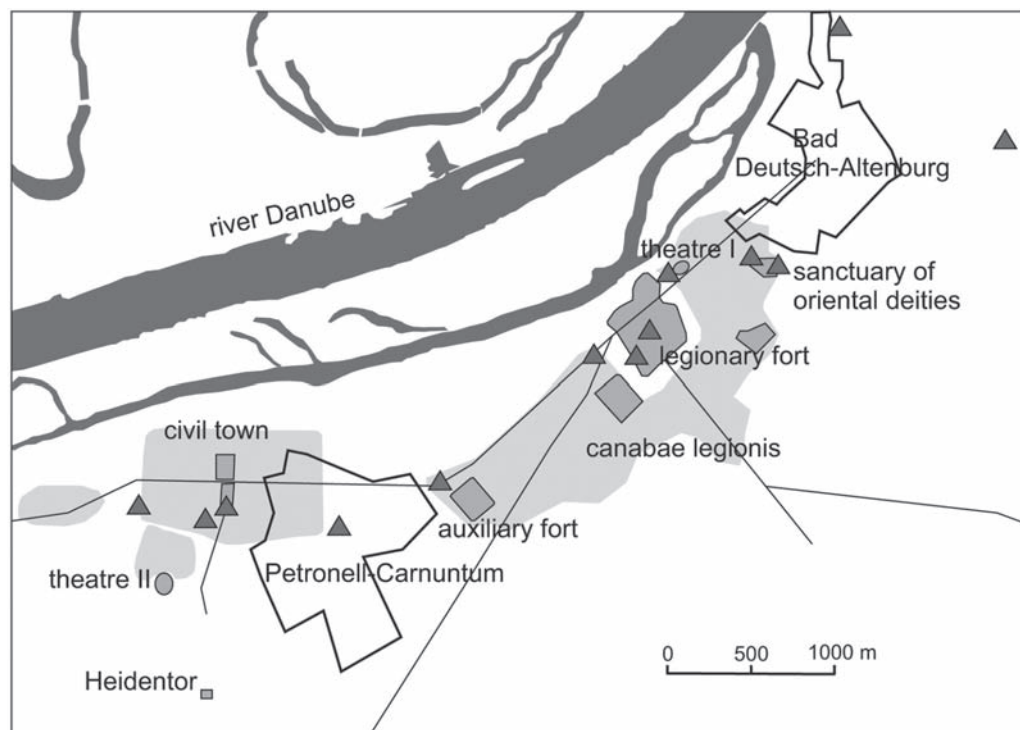 Bad
Deutsch-Altenburg
river Danube
theatre I
sanctuary of
oriental deities
legionary fort
civil town
canabae legionis
auxiliary fort
theatre II
Petronell-Carnuntum
0 500 1000 m
Heidentor